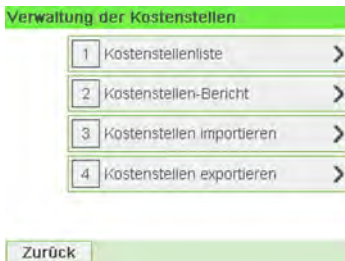 Verwaltung der Kostenstellen
1 Kostenstellenliste
2 Kostenstellen-Bericht
3 Kostenstellen importieren
4 Kostenstellen exportieren
Zurück